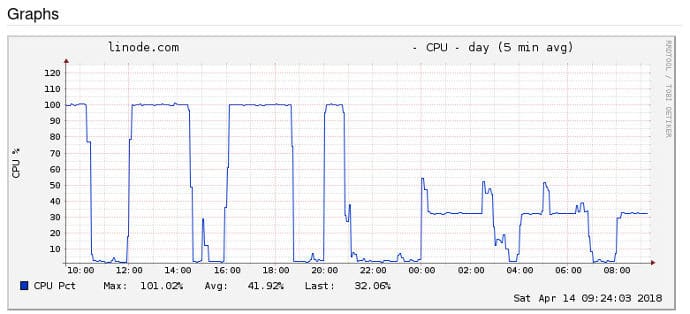 Graphs
linode.com - CPU - day (5 min avg)
RRDTOOL / TOBI OETIKER
CPU %
120
110
100
90
80
70
60
50
40
30
20
10
10:00 12:00 14:00 16:00 18:00 20:00 22:00 00:00 02:00 04:00 06:00 08:00
CPU Pct Max: 101.02% Avg: 41.92% Last: 32.06%
Sat Apr 14 09:24:03 2018